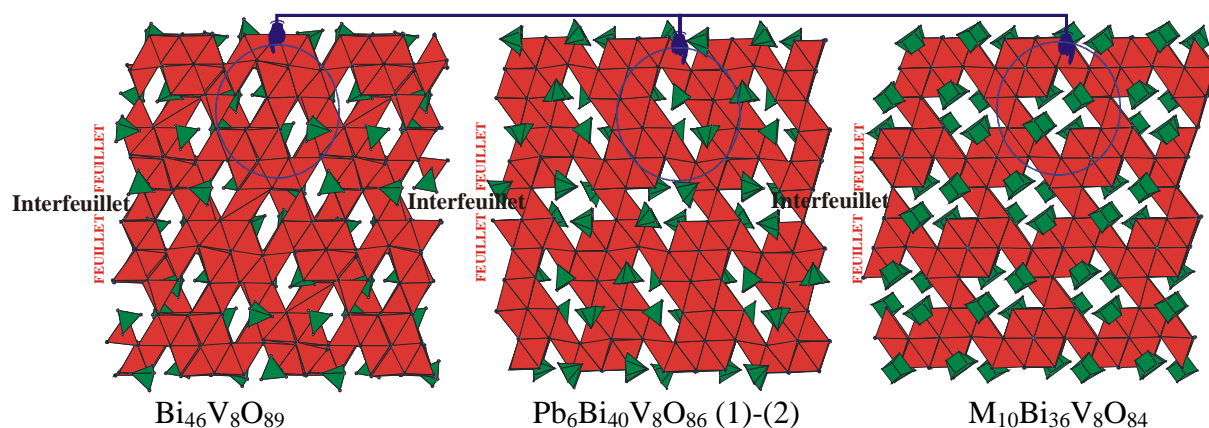 FEUILLET
Interfeuillet
FEUILLET
FEUILLET
Interfeuillet
FEUILLET
FEUILLET
Interfeuillet
FEUILLET
Bi₄₆V₈O₈₉
Pb₆Bi₄₀V₈O₈₆ (1)-(2)
M₁₀Bi₃₆V₈O₈₄